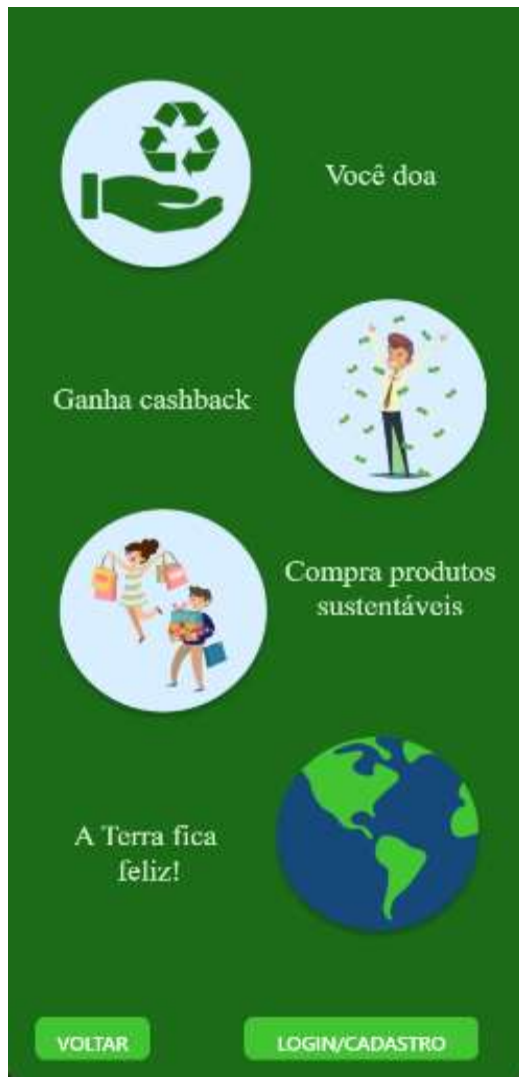 Você doa
Ganha cashback
Compra produtos
sustentáveis
A Terra fica
feliz!
VOLTAR
LOGIN/CADASTRO